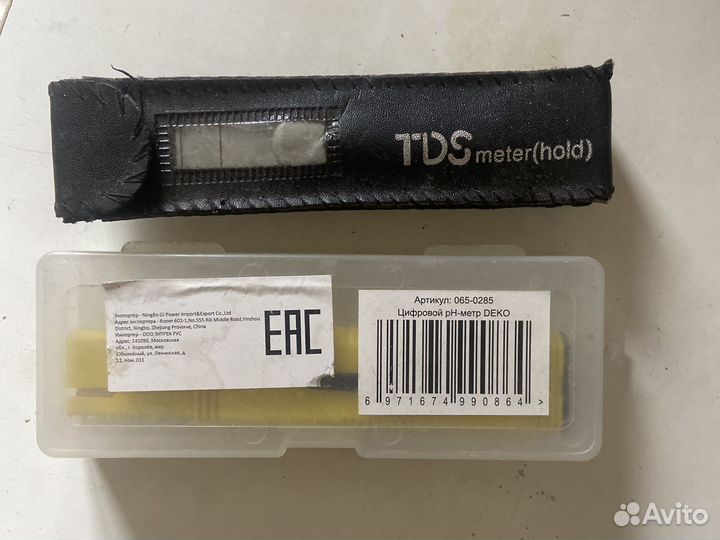 TDS meter(hold)
Экспортер - NingBo GI Power Import&Export Co.,Ltd
Адрес экспортера - Room 602-1,No.555 Rili Middle Road,Yinzhou
District, Ningbo, Zhejiang Province, China
Импортер - ООО ЗИТРЕК РУС
Адрес: 141090, Московская
обл., г. Королёв, мкр.
Юбилейный, ул. Ленинская, д.
12, пом. 011
EAC
Артикул: 065-0285
Цифровой pH-метр DEKO
6 971674 990864 >
Avito